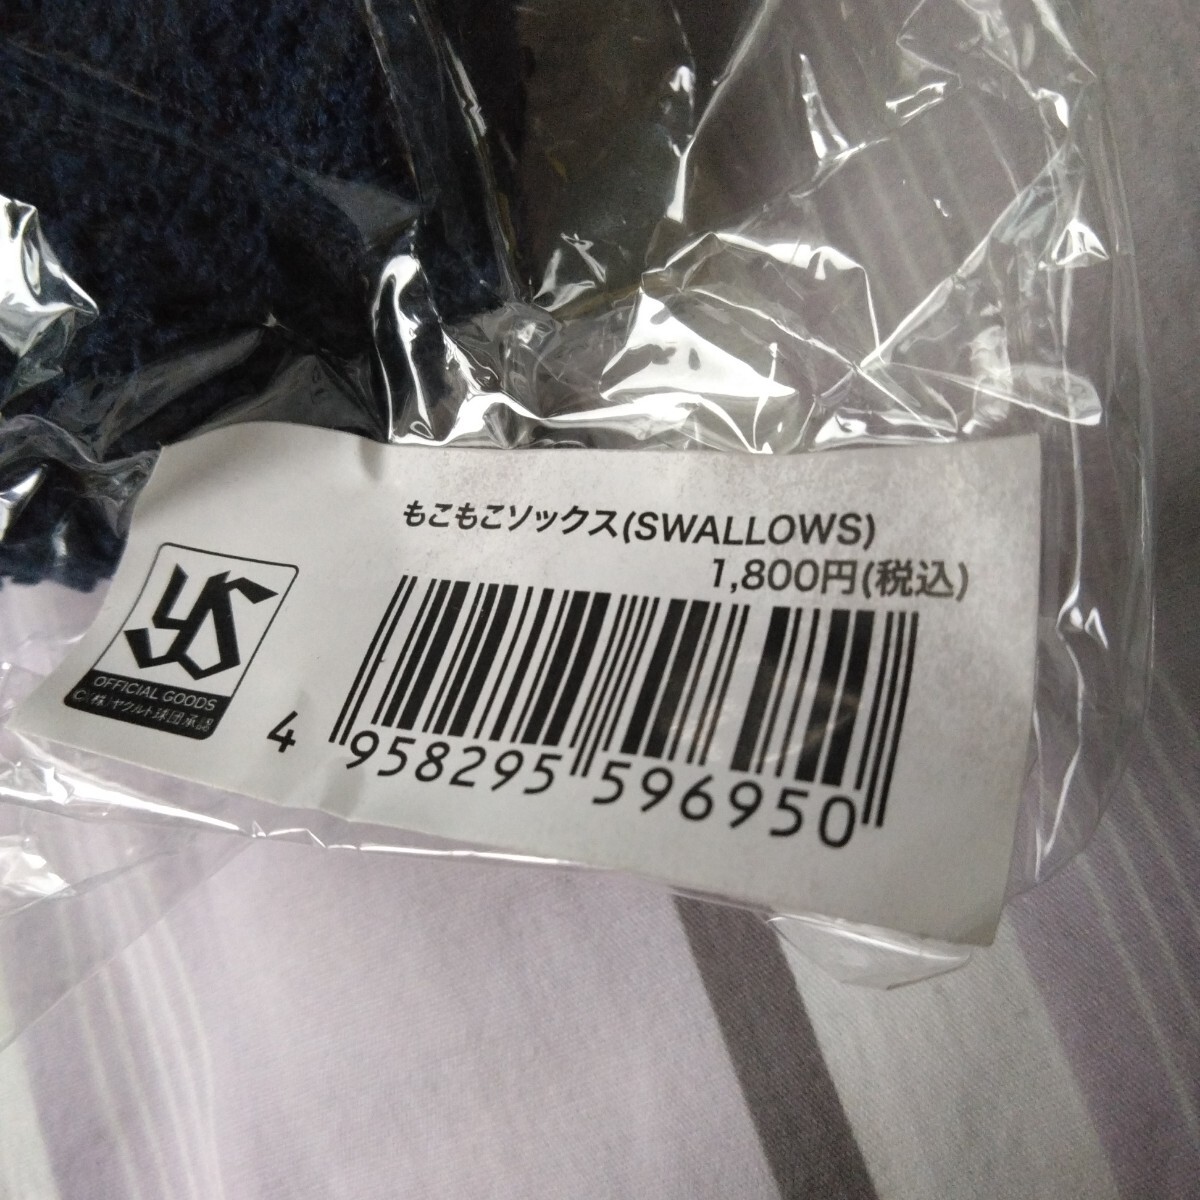 もこもこソックス(SWALLOWS)
1,800円(税込)
YS
OFFICIAL GOODS
C(株)ヤクルト球団承認
4 958295 596950